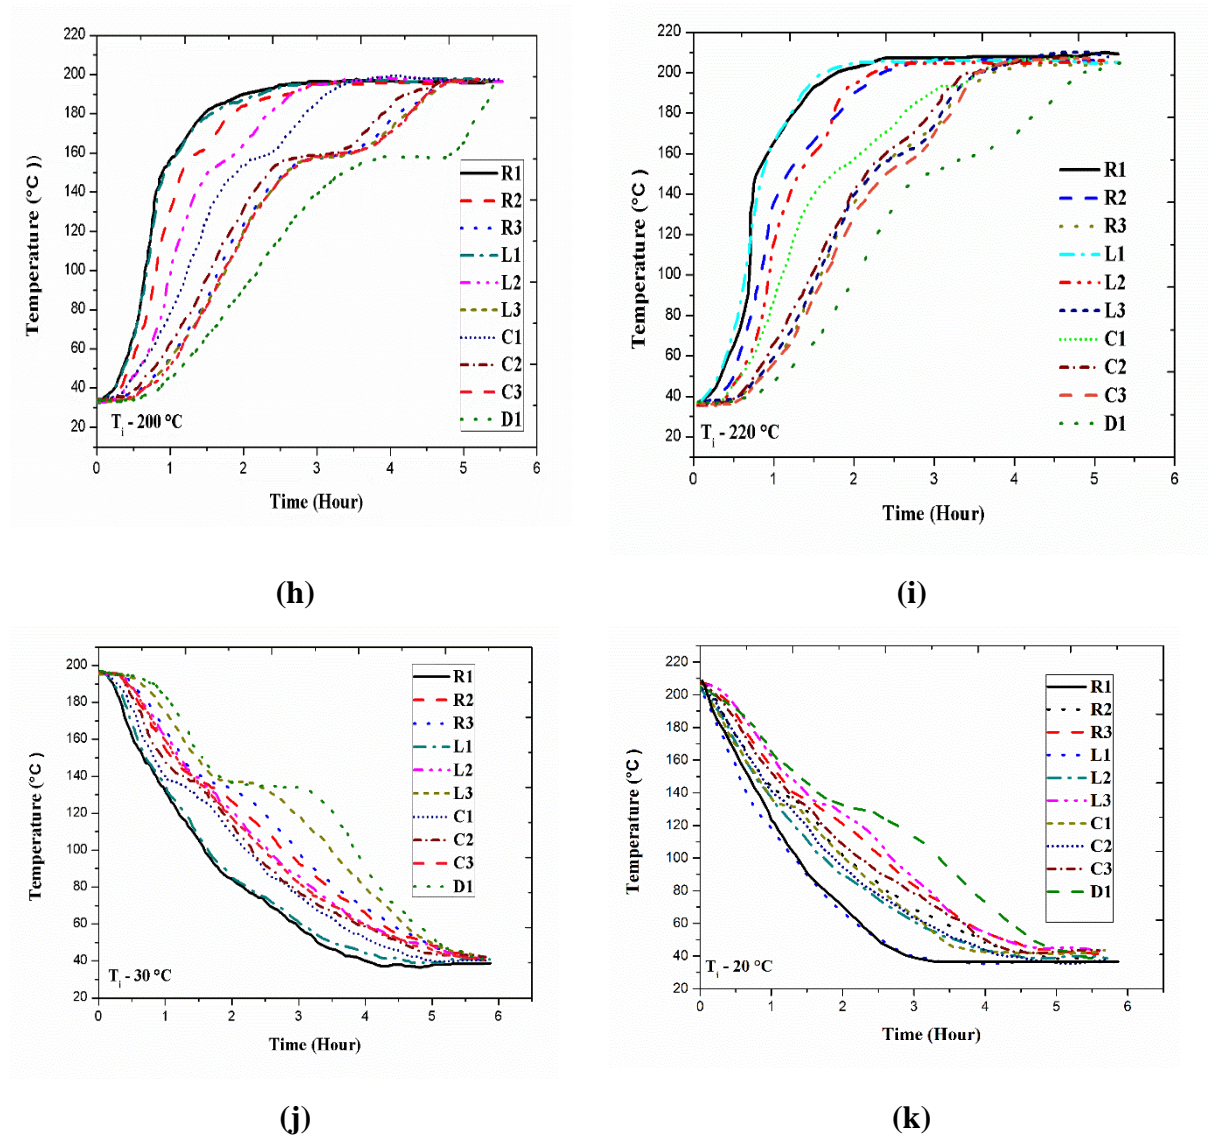 220
200
180
160
140
120
100
80
60
40
20
Temperature (°C))
R1
R2
R3
L1
L2
L3
C1
C2
C3
D1
Ti - 200 °C
0 1 2 3 4 5 6
Time (Hour)
(h)
220
200
180
160
140
120
100
80
60
40
20
Temperature (°C)
R1
R2
R3
L1
L2
L3
C1
C2
C3
D1
Ti - 220 °C
0 1 2 3 4 5 6
Time (Hour)
(i)
200
180
160
140
120
100
80
60
40
20
Temperature (°C)
R1
R2
R3
L1
L2
L3
C1
C2
C3
D1
Ti - 30 °C
0 1 2 3 4 5 6
Time (Hour)
(j)
220
200
180
160
140
120
100
80
60
40
20
Temperature (°C)
R1
R2
R3
L1
L2
L3
C1
C2
C3
D1
Ti - 20 °C
0 1 2 3 4 5 6
Time (Hour)
(k)